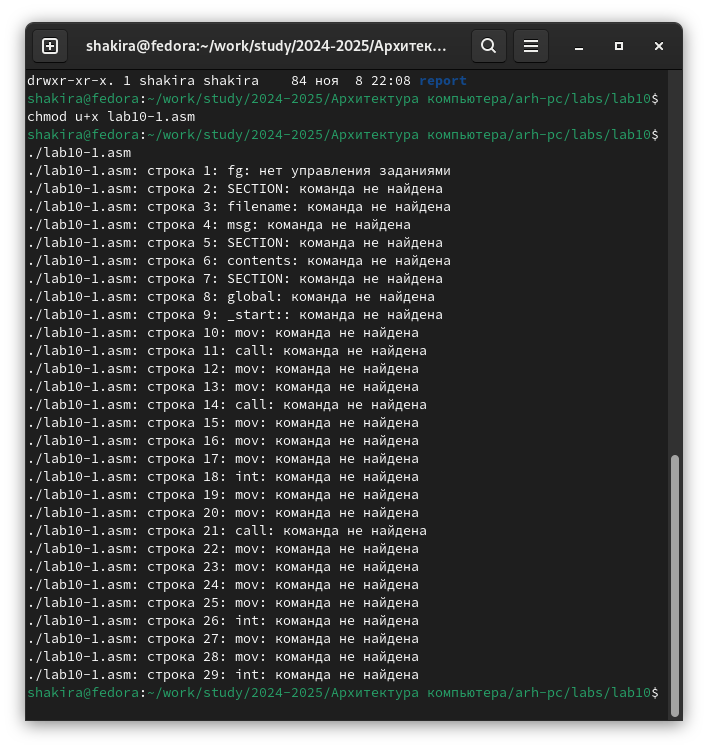 shakira@fedora:~/work/study/2024-2025/Архитек...
drwxr-xr-x. 1 shakira shakira    84 ноя  8 22:08 report
shakira@fedora:~/work/study/2024-2025/Архитектура компьютера/arh-pc/labs/lab10$
chmod u+x lab10-1.asm
shakira@fedora:~/work/study/2024-2025/Архитектура компьютера/arh-pc/labs/lab10$
./lab10-1.asm
./lab10-1.asm: строка 1: fg: нет управления заданиями
./lab10-1.asm: строка 2: SECTION: команда не найдена
./lab10-1.asm: строка 3: filename: команда не найдена
./lab10-1.asm: строка 4: msg: команда не найдена
./lab10-1.asm: строка 5: SECTION: команда не найдена
./lab10-1.asm: строка 6: contents: команда не найдена
./lab10-1.asm: строка 7: SECTION: команда не найдена
./lab10-1.asm: строка 8: global: команда не найдена
./lab10-1.asm: строка 9: _start:: команда не найдена
./lab10-1.asm: строка 10: mov: команда не найдена
./lab10-1.asm: строка 11: call: команда не найдена
./lab10-1.asm: строка 12: mov: команда не найдена
./lab10-1.asm: строка 13: mov: команда не найдена
./lab10-1.asm: строка 14: call: команда не найдена
./lab10-1.asm: строка 15: mov: команда не найдена
./lab10-1.asm: строка 16: mov: команда не найдена
./lab10-1.asm: строка 17: mov: команда не найдена
./lab10-1.asm: строка 18: int: команда не найдена
./lab10-1.asm: строка 19: mov: команда не найдена
./lab10-1.asm: строка 20: mov: команда не найдена
./lab10-1.asm: строка 21: call: команда не найдена
./lab10-1.asm: строка 22: mov: команда не найдена
./lab10-1.asm: строка 23: mov: команда не найдена
./lab10-1.asm: строка 24: mov: команда не найдена
./lab10-1.asm: строка 25: mov: команда не найдена
./lab10-1.asm: строка 26: int: команда не найдена
./lab10-1.asm: строка 27: mov: команда не найдена
./lab10-1.asm: строка 28: mov: команда не найдена
./lab10-1.asm: строка 29: int: команда не найдена
shakira@fedora:~/work/study/2024-2025/Архитектура компьютера/arh-pc/labs/lab10$